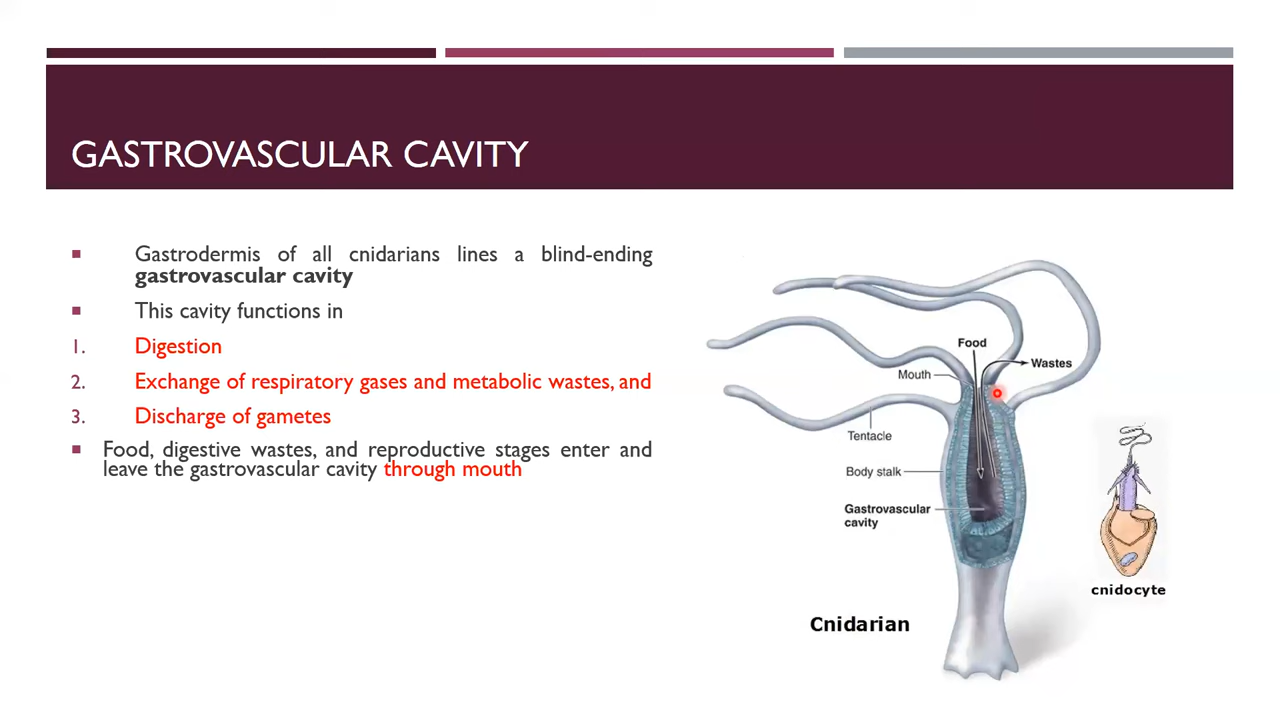 GASTROVASCULAR CAVITY
▪ Gastrodermis of all cnidarians lines a blind-ending
gastrovascular cavity
▪ This cavity functions in
1. Digestion
2. Exchange of respiratory gases and metabolic wastes, and
3. Discharge of gametes
▪ Food, digestive wastes, and reproductive stages enter and
leave the gastrovascular cavity through mouth
Food
Wastes
Mouth
Tentacle
Body stalk
Gastrovascular
cavity
Cnidarian
cnidocyte